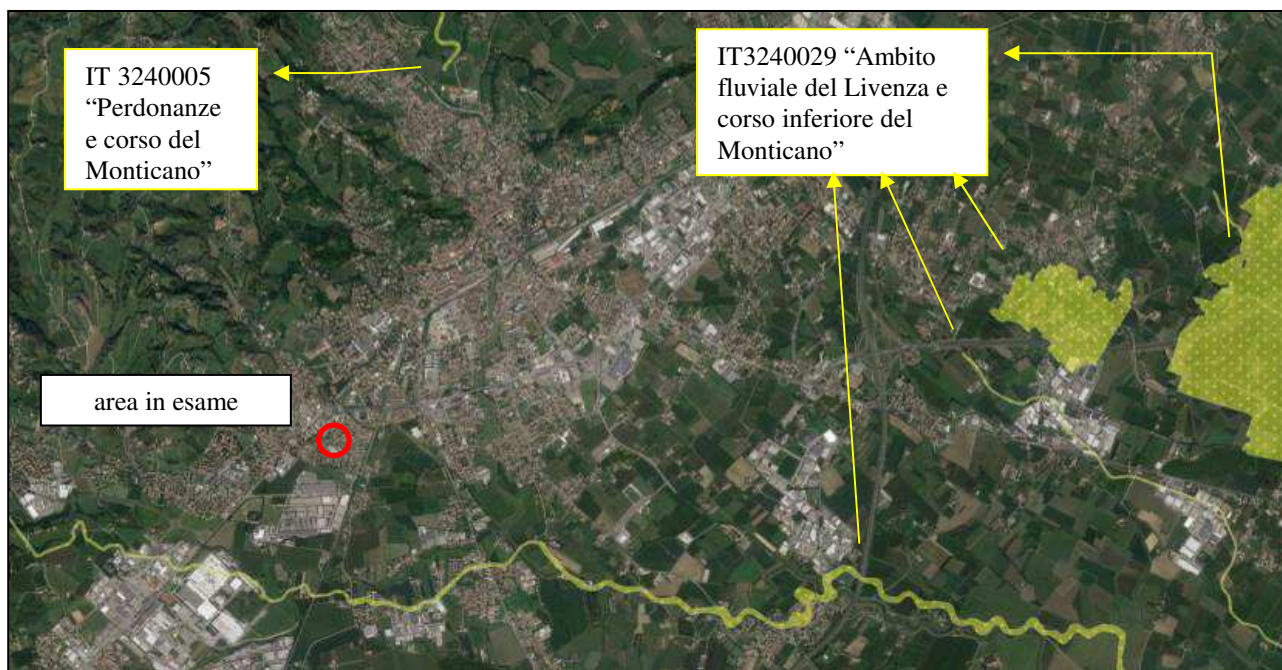 IT 3240005
“Perdonanze
e corso del
Monticano”
IT3240029 “Ambito
fluviale del Livenza e
corso inferiore del
Monticano”
area in esame